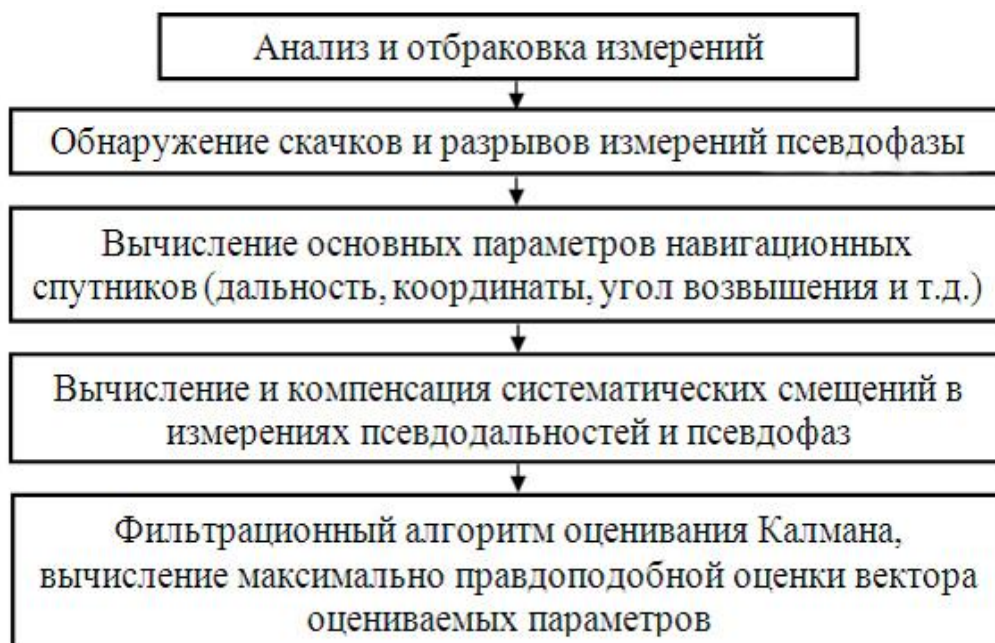 Анализ и отбраковка измерений
Обнаружение скачков и разрывов измерений псевдофазы
Вычисление основных параметров навигационных
спутников (дальность, координаты, угол возвышения и т.д.)
Вычисление и компенсация систематических смещений в
измерениях псевдодальностей и псевдофаз
Фильтрационный алгоритм оценивания Калмана,
вычисление максимально правдоподобной оценки вектора
оцениваемых параметров